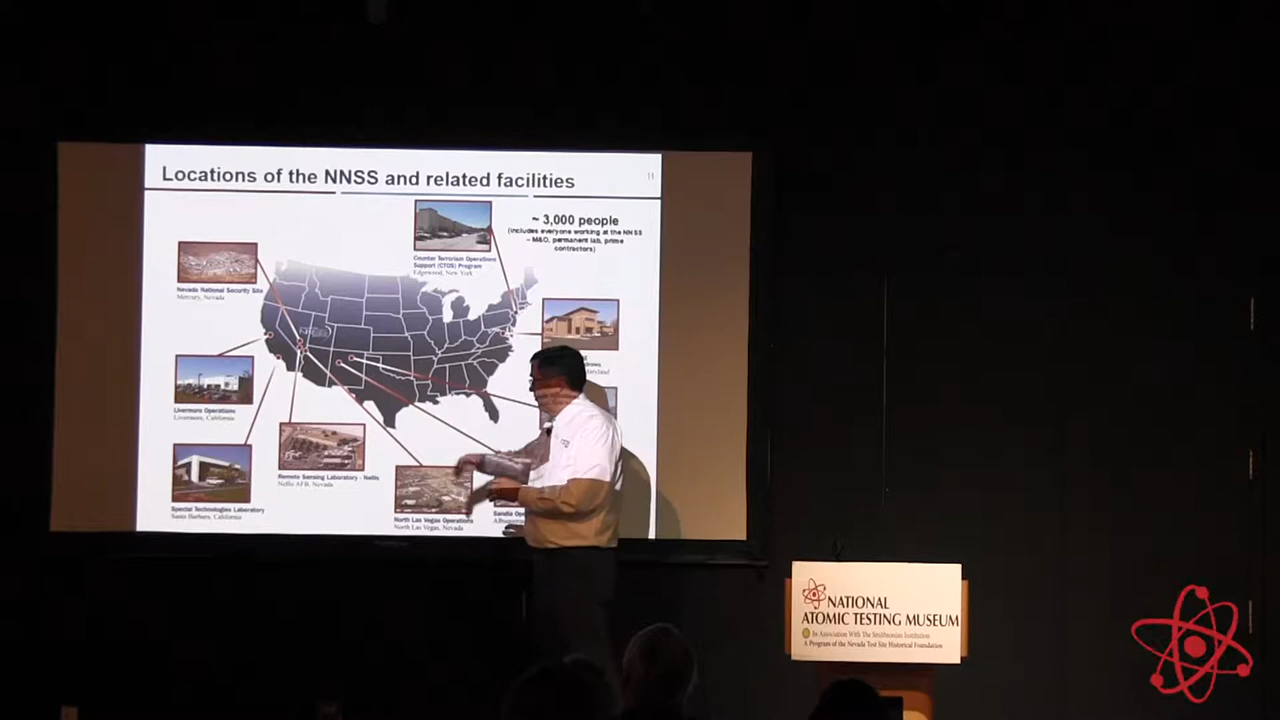 Locations of the NNSS and related facilities
11
~ 3,000 people
(includes everyone working at the NNSS
– M&O, permanent lab, prime
contractors)
Counter Terrorism Operations
Support (CTOS) Program
Edgewood, New York
Nevada National Security Site
Mercury, Nevada
Livermore Operations
Livermore, California
Special Technologies Laboratory
Santa Barbara, California
Remote Sensing Laboratory - Nellis
Nellis AFB, Nevada
North Las Vegas Operations
North Las Vegas, Nevada
Sandia
NATIONAL
ATOMIC TESTING MUSEUM
In Association With The Smithsonian Institution
A Program of the Nevada Test Site Historical Foundation